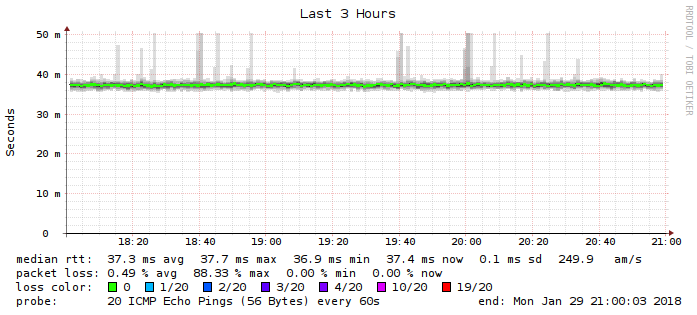 Last 3 Hours
RRDTOOL / TOBI OETIKER
Seconds
50 m
40 m
30 m
20 m
10 m
0
18:20 18:40 19:00 19:20 19:40 20:00 20:20 20:40 21:00
median rtt: 37.3 ms avg 37.7 ms max 36.9 ms min 37.4 ms now 0.1 ms sd 249.9 am/s
packet loss: 0.49 % avg 88.33 % max 0.00 % min 0.00 % now
loss color: 0 1/20 2/20 3/20 4/20 10/20 19/20
probe: 20 ICMP Echo Pings (56 Bytes) every 60s end: Mon Jan 29 21:00:03 2018